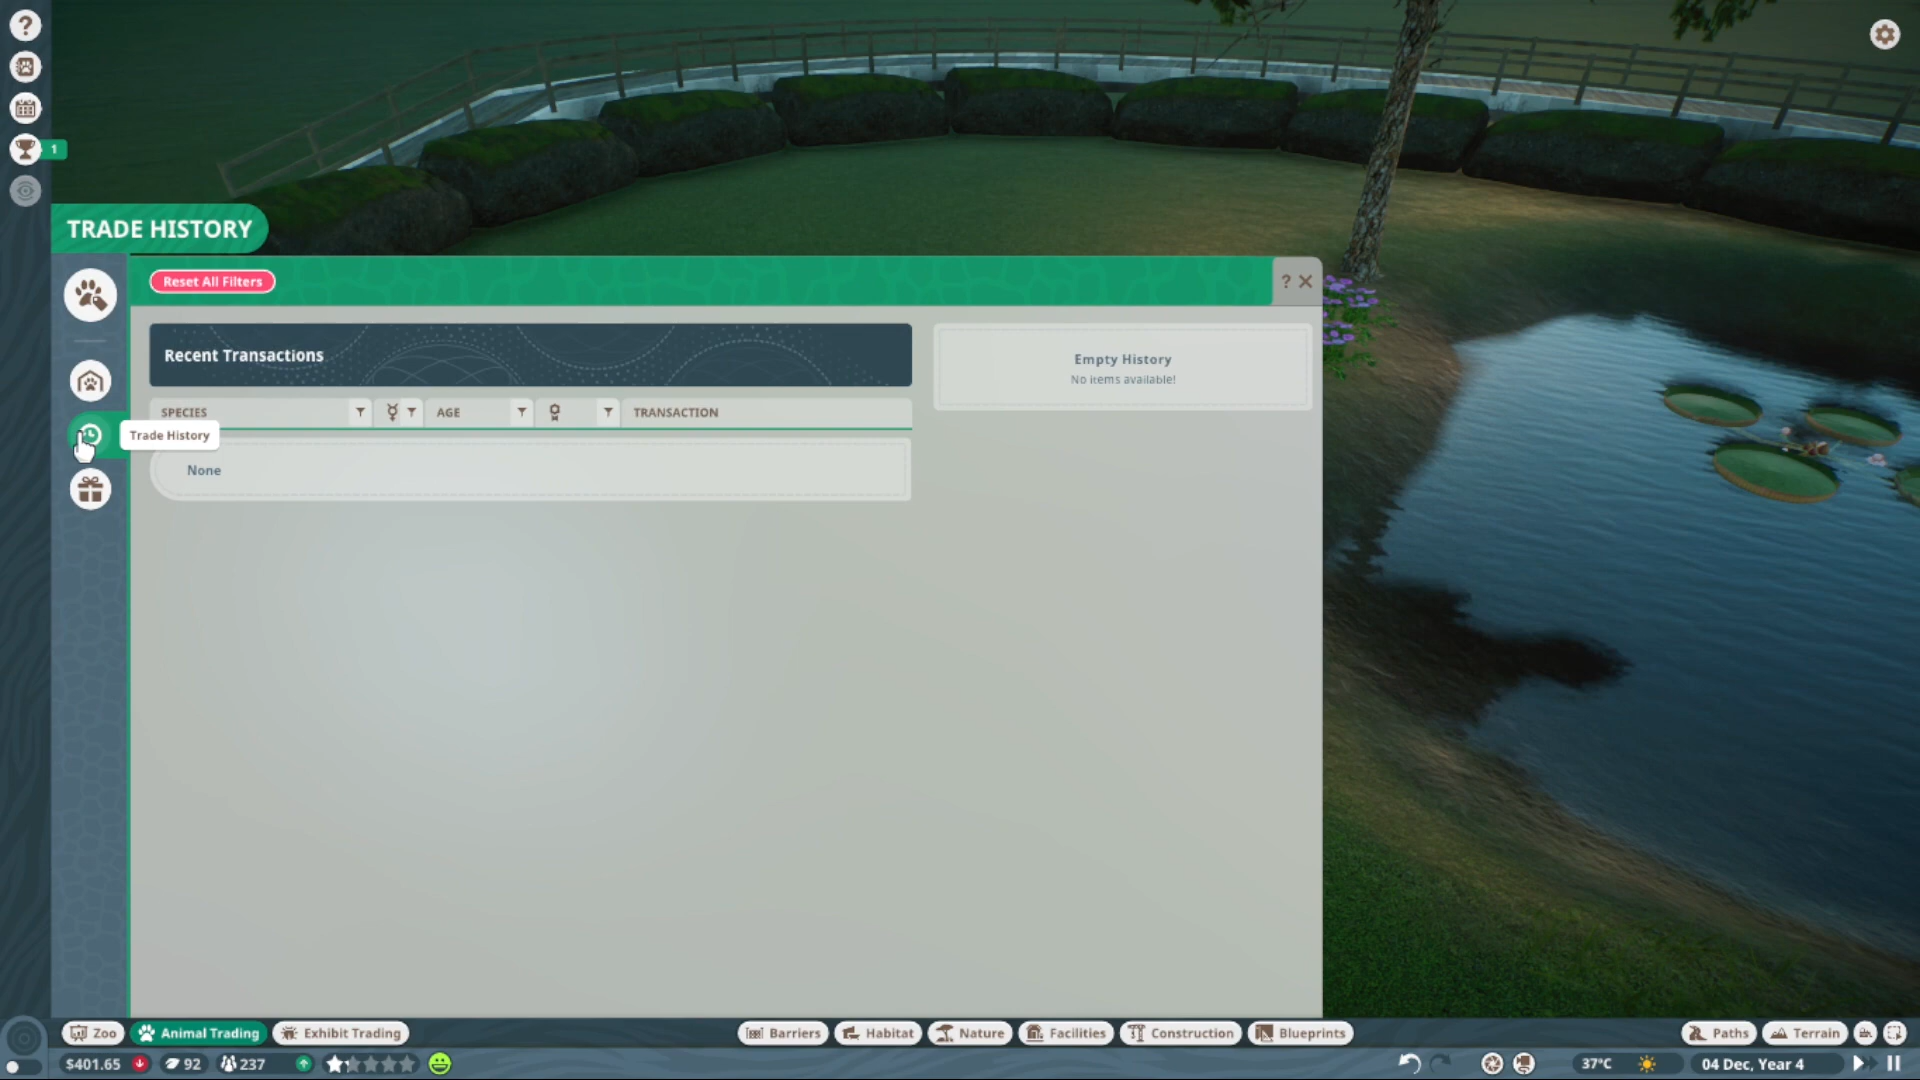 ?
1
TRADE HISTORY
Reset All Filters
? ✕
Recent Transactions
Empty History
No items available!
SPECIES AGE TRANSACTION
Trade History
None
Zoo Animal Trading Exhibit Trading Barriers Habitat Nature Facilities Construction Blueprints Paths Terrain
$401.65 92 237 37°C 04 Dec, Year 4